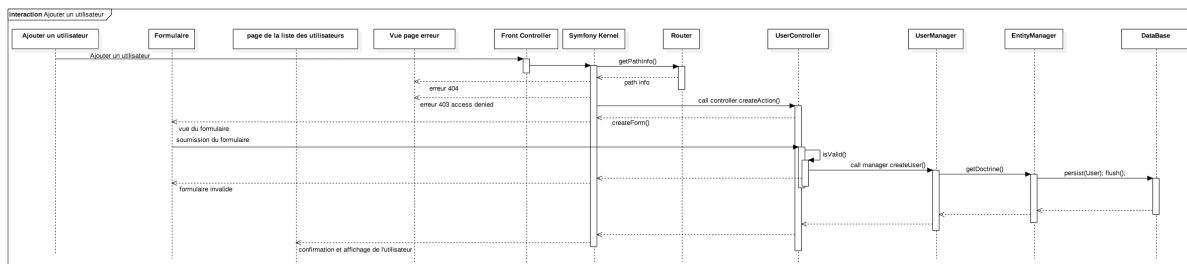 interaction Ajouter un utilisateur
Ajouter un utilisateur
Formulaire
page de la liste des utilisateurs
Vue page erreur
Front Controller
Symfony Kernel
Router
UserController
UserManager
EntityManager
DataBase
Ajouter un utilisateur
getPathInfo()
path info
erreur 404
erreur 403 access denied
call controller createAction()
createForm()
vue du formulaire
soumission du formulaire
isValid()
call manager createUser()
getDoctrine()
persist(User); flush();
formulaire invalide
confirmation et affichage de l'utilisateur